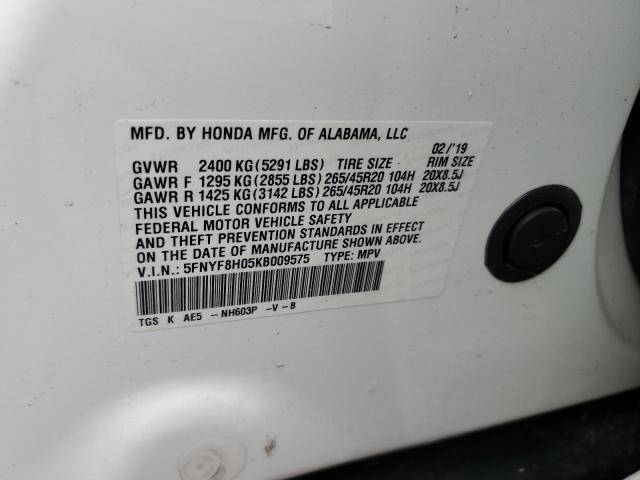 MFD. BY HONDA MFG. OF ALABAMA, LLC
02/'19
GVWR 2400 KG (5291 LBS) TIRE SIZE RIM SIZE
GAWR F 1295 KG (2855 LBS) 265/45R20 104H 20X8.5J
GAWR R 1425 KG (3142 LBS) 265/45R20 104H 20X8.5J
THIS VEHICLE CONFORMS TO ALL APPLICABLE
FEDERAL MOTOR VEHICLE SAFETY
AND THEFT PREVENTION STANDARDS IN EFFECT
ON THE DATE OF MANUFACTURE SHOWN ABOVE.
V.I.N.: 5FNYF8H05KB009575 TYPE: MPV
TGS K AE5 -NH603P -V-B